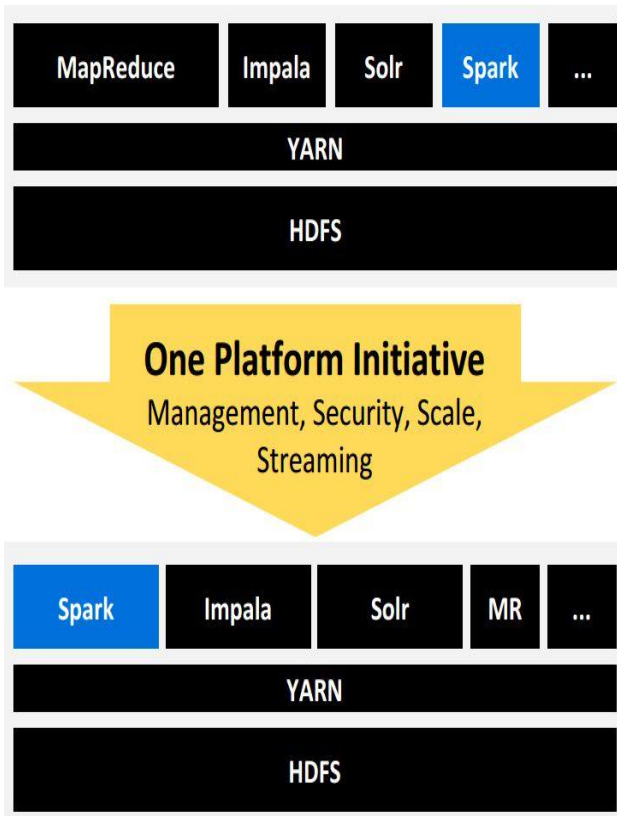 MapReduce Impala Solr Spark ...
YARN
HDFS
One Platform Initiative
Management, Security, Scale,
Streaming
Spark Impala Solr MR ...
YARN
HDFS